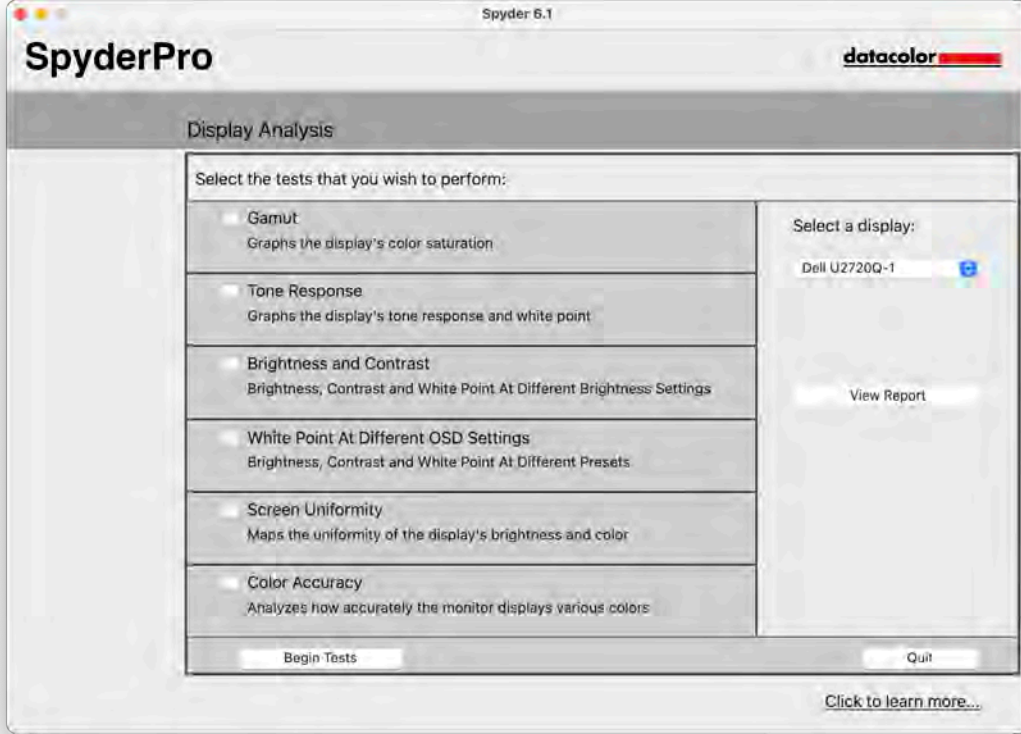 Spyder 6.1
SpyderPro
datacolor
Display Analysis
Select the tests that you wish to perform:
Gamut
Graphs the display's color saturation
Tone Response
Graphs the display's tone response and white point
Brightness and Contrast
Brightness, Contrast and White Point At Different Brightness Settings
White Point At Different OSD Settings
Brightness, Contrast and White Point At Different Presets
Screen Uniformity
Maps the uniformity of the display's brightness and color
Color Accuracy
Analyzes how accurately the monitor displays various colors
Select a display:
Dell U2720Q-1
View Report
Begin Tests
Quit
Click to learn more...